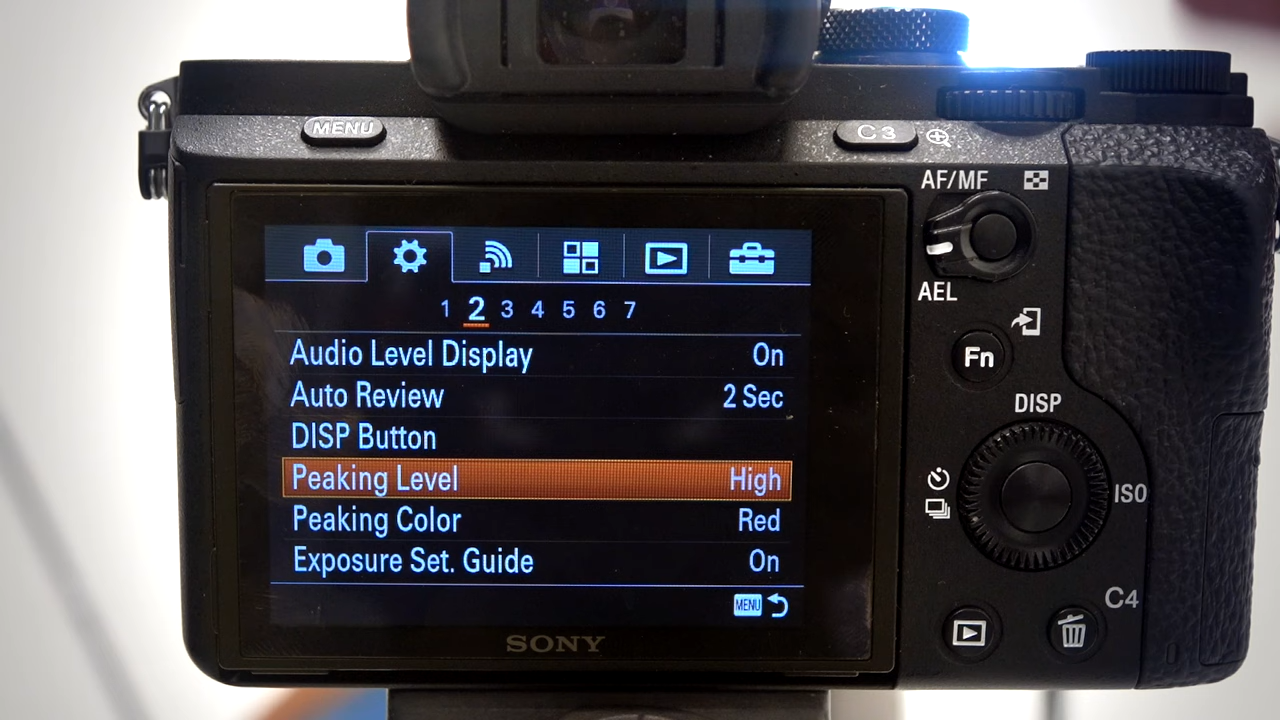 MENU
C3
AF/MF
AEL
Fn
DISP
ISO
C4
1 2 3 4 5 6 7
Audio Level Display On
Auto Review 2 Sec
DISP Button
Peaking Level High
Peaking Color Red
Exposure Set. Guide On
MENU
SONY